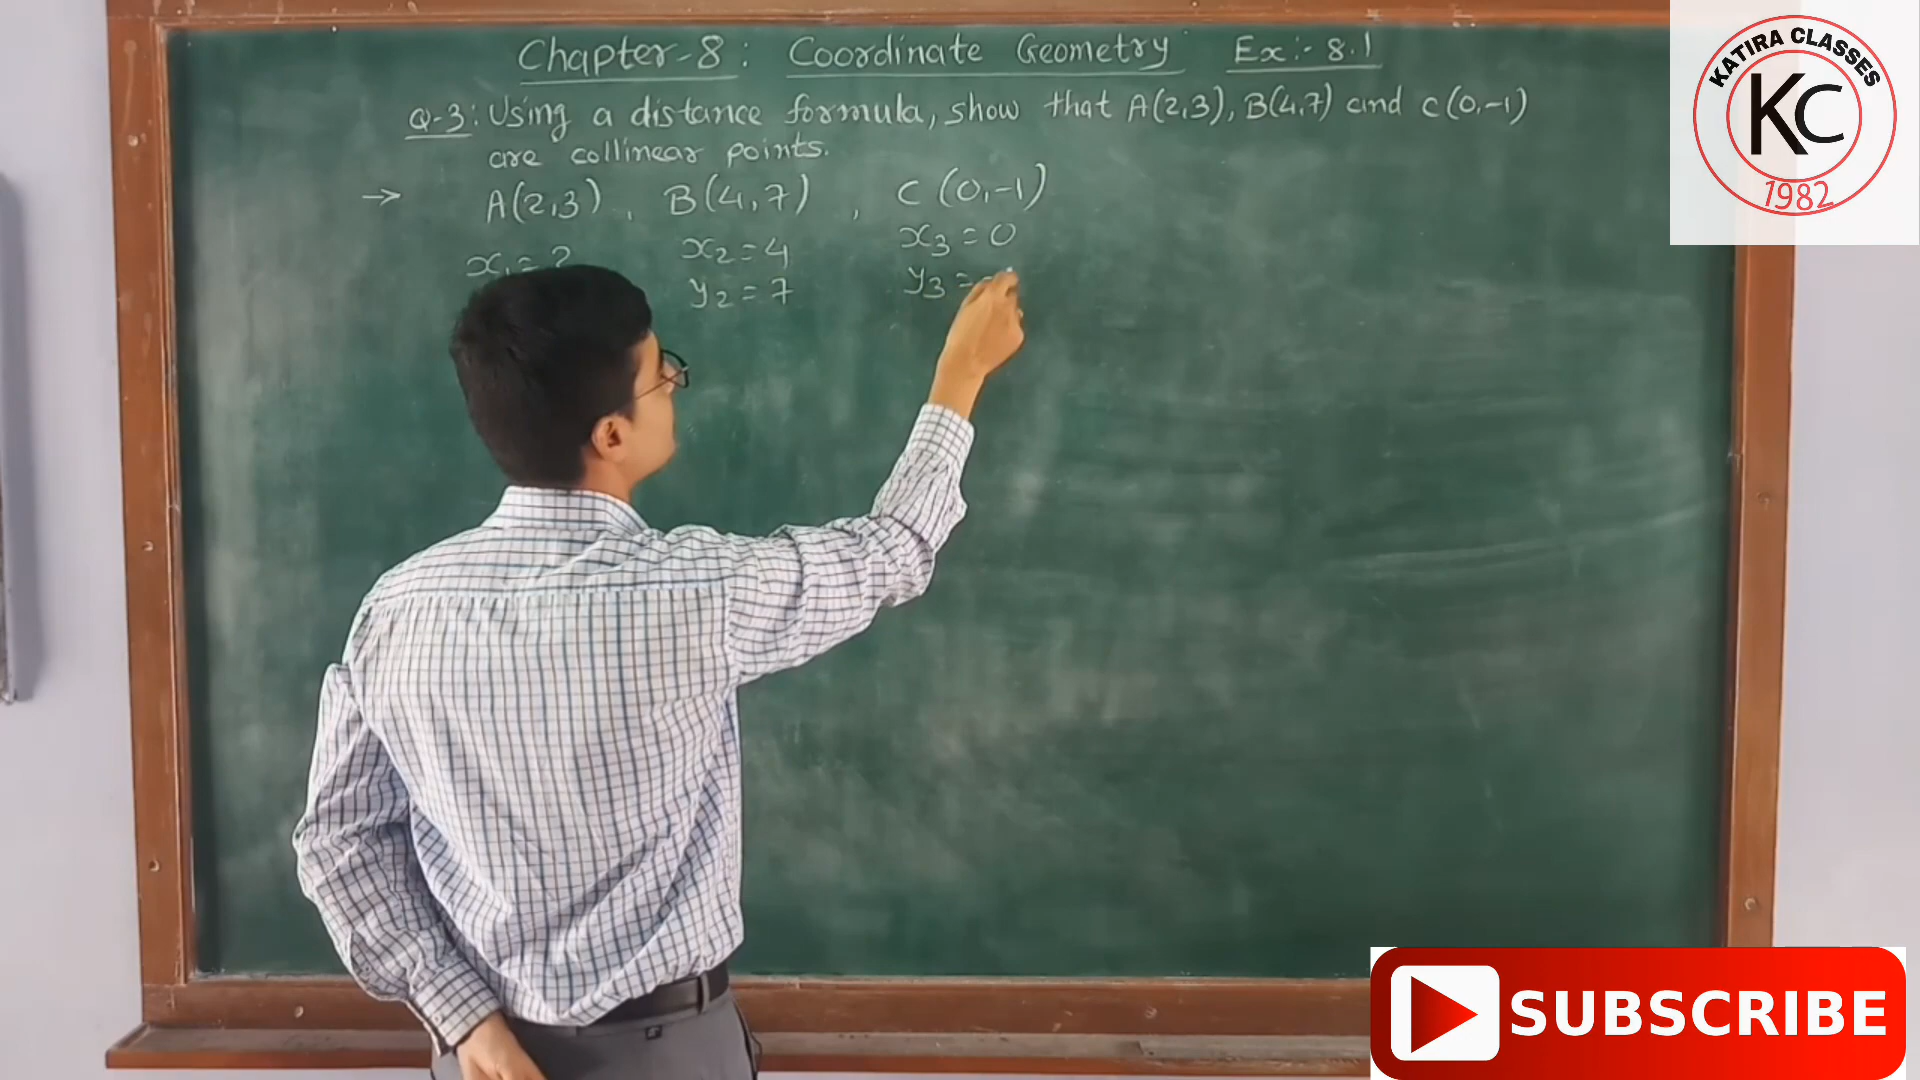 Chapter-8: Coordinate Geometry Ex:- 8.1
Q-3: Using a distance formula, show that A(2,3), B(4,7) and C(0,-1)
are collinear points.
→ A(2,3), B(4,7), C(0,-1)
x₁= x₂=4 x₃=0
y₂=7 y₃=
KATIRA CLASSES
KC
1982
SUBSCRIBE